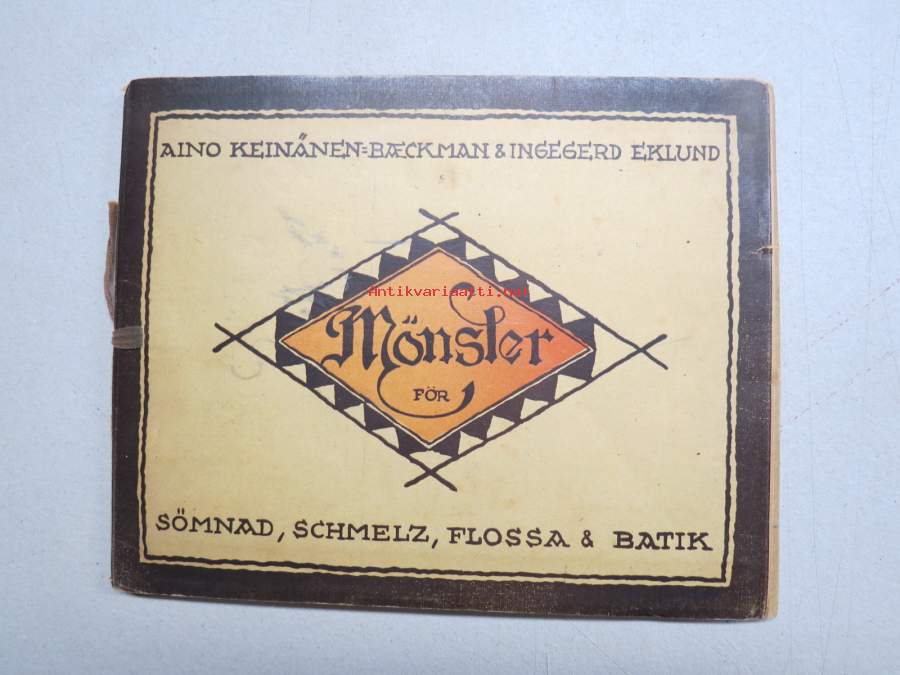 AINO KEINÄNEN=BÆCKMAN & INGEGERD EKLUND
Antikvariaatti.net
Mönster
FÖR
SÖMNAD, SCHMELZ, FLOSSA & BATIK